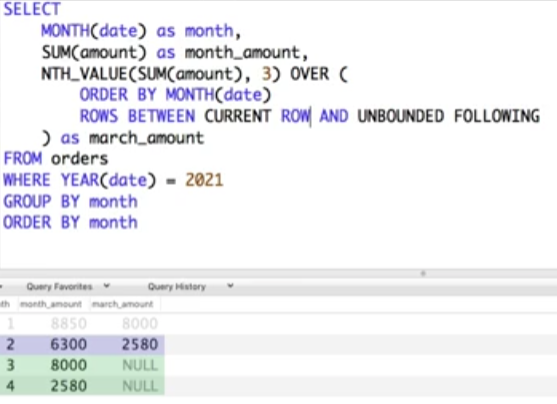 SELECT
MONTH(date) as month,
SUM(amount) as month_amount,
NTH_VALUE(SUM(amount), 3) OVER (
ORDER BY MONTH(date)
ROWS BETWEEN CURRENT ROW AND UNBOUNDED FOLLOWING
) as march_amount
FROM orders
WHERE YEAR(date) = 2021
GROUP BY month
ORDER BY month
Query Favorites Query History
th month_amount march_amount
1 8850 8000
2 6300 2580
3 8000 NULL
4 2580 NULL